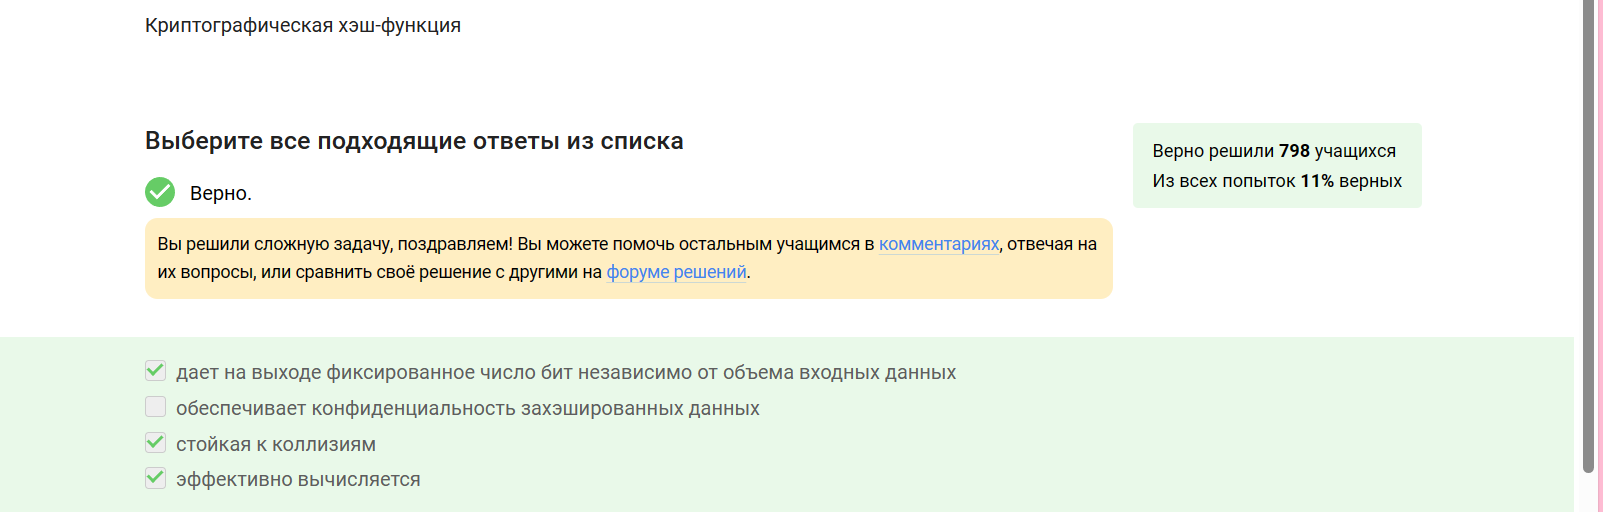 Криптографическая хэш-функция
Выберите все подходящие ответы из списка
Верно решили 798 учащихся
Из всех попыток 11% верных
Верно.
Вы решили сложную задачу, поздравляем! Вы можете помочь остальным учащимся в комментариях, отвечая на
их вопросы, или сравнить своё решение с другими на форуме решений.
дает на выходе фиксированное число бит независимо от объема входных данных
обеспечивает конфиденциальность захэшированных данных
стойкая к коллизиям
эффективно вычисляется